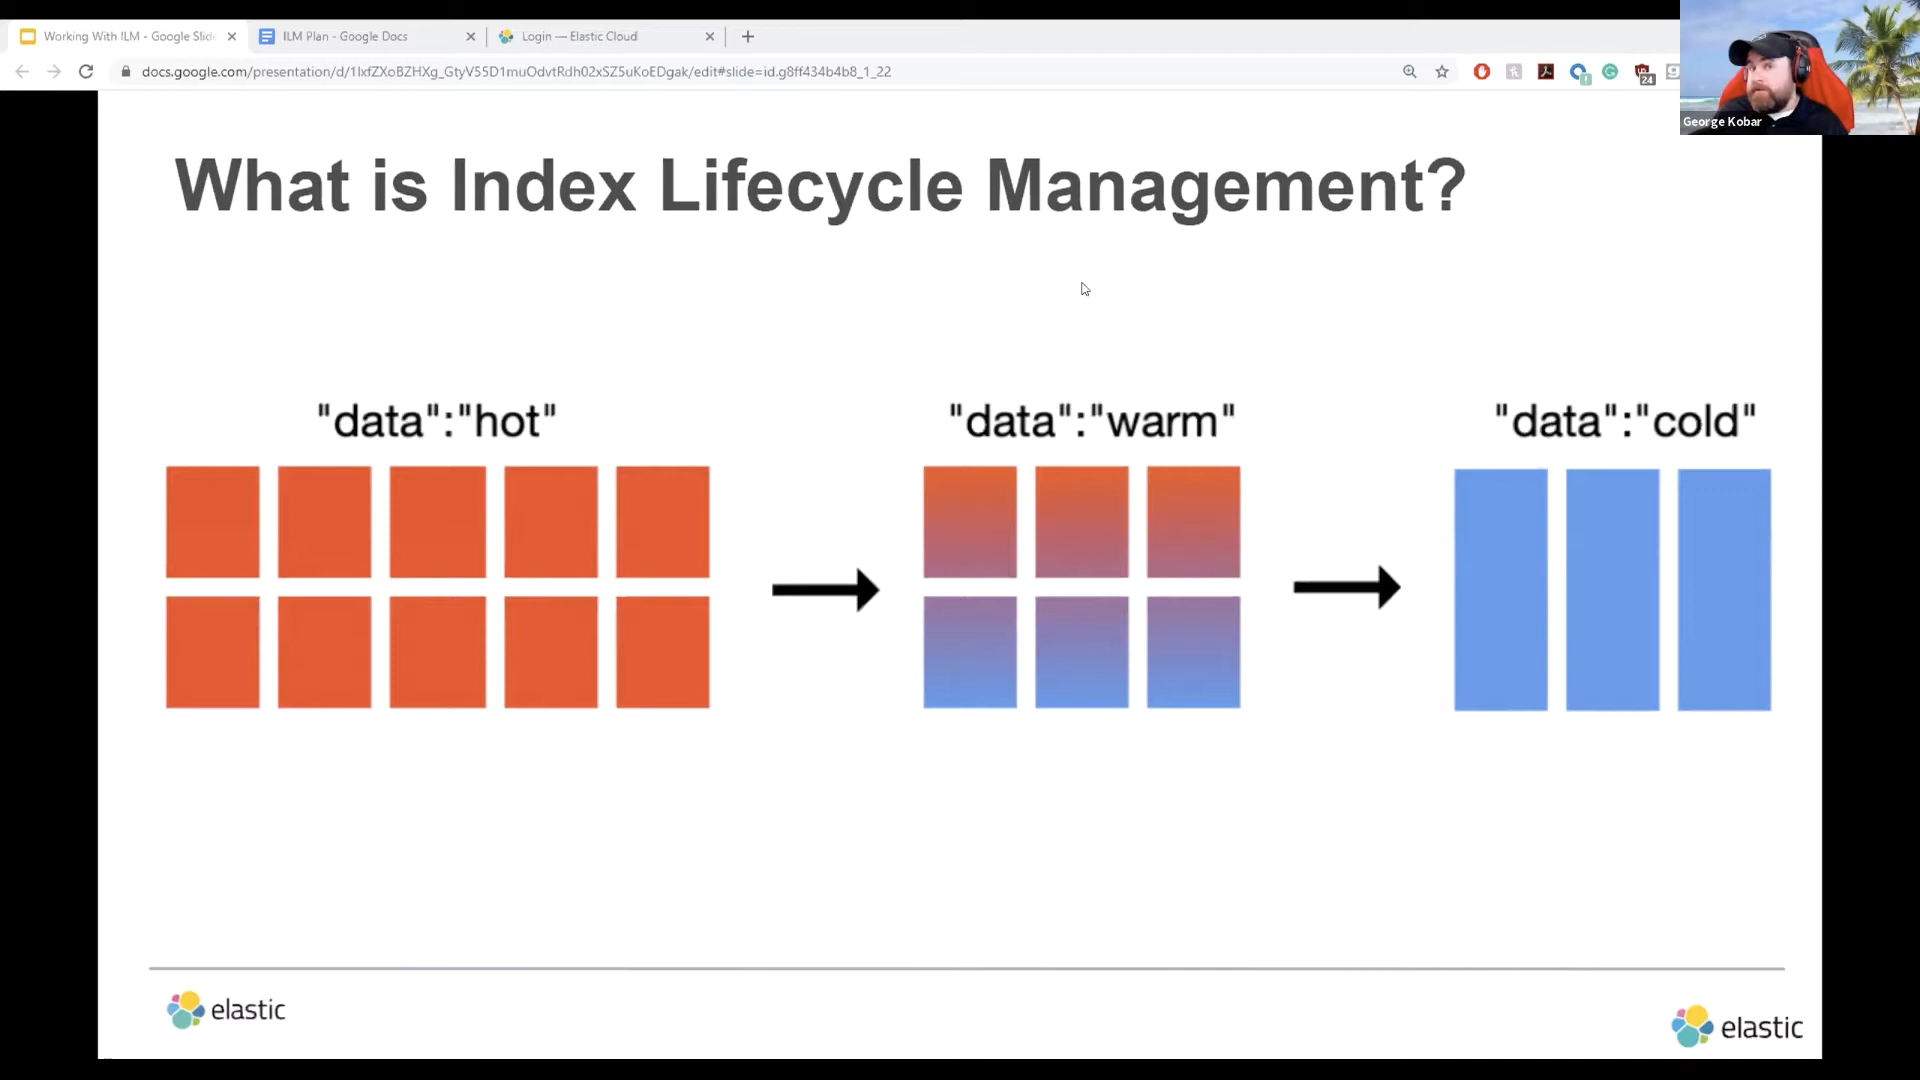 Working With ILM - Google Slide
ILM Plan - Google Docs
Login — Elastic Cloud
docs.google.com/presentation/d/1lxfZXoBZHXg_GtyV55D1muOdvtRdh02xSZ5uKoEDgak/edit#slide=id.g8ff434b4b8_1_22
24
George Kobar
What is Index Lifecycle Management?
"data":"hot"
"data":"warm"
"data":"cold"
elastic
elastic